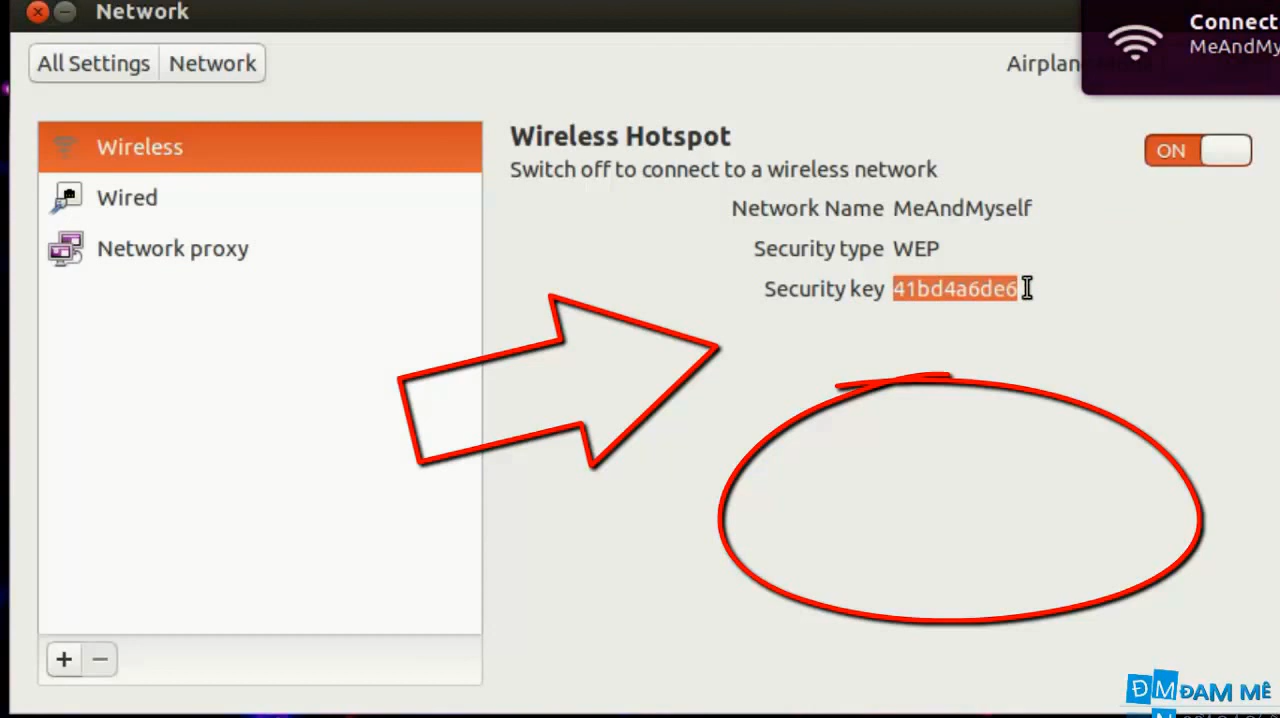 Network
Connect
MeAndMy
All Settings
Network
Airplan
Wireless
Wired
Network proxy
Wireless Hotspot
ON
Switch off to connect to a wireless network
Network Name MeAndMyself
Security type WEP
Security key 41bd4a6de6
ĐM ĐAM MÊ